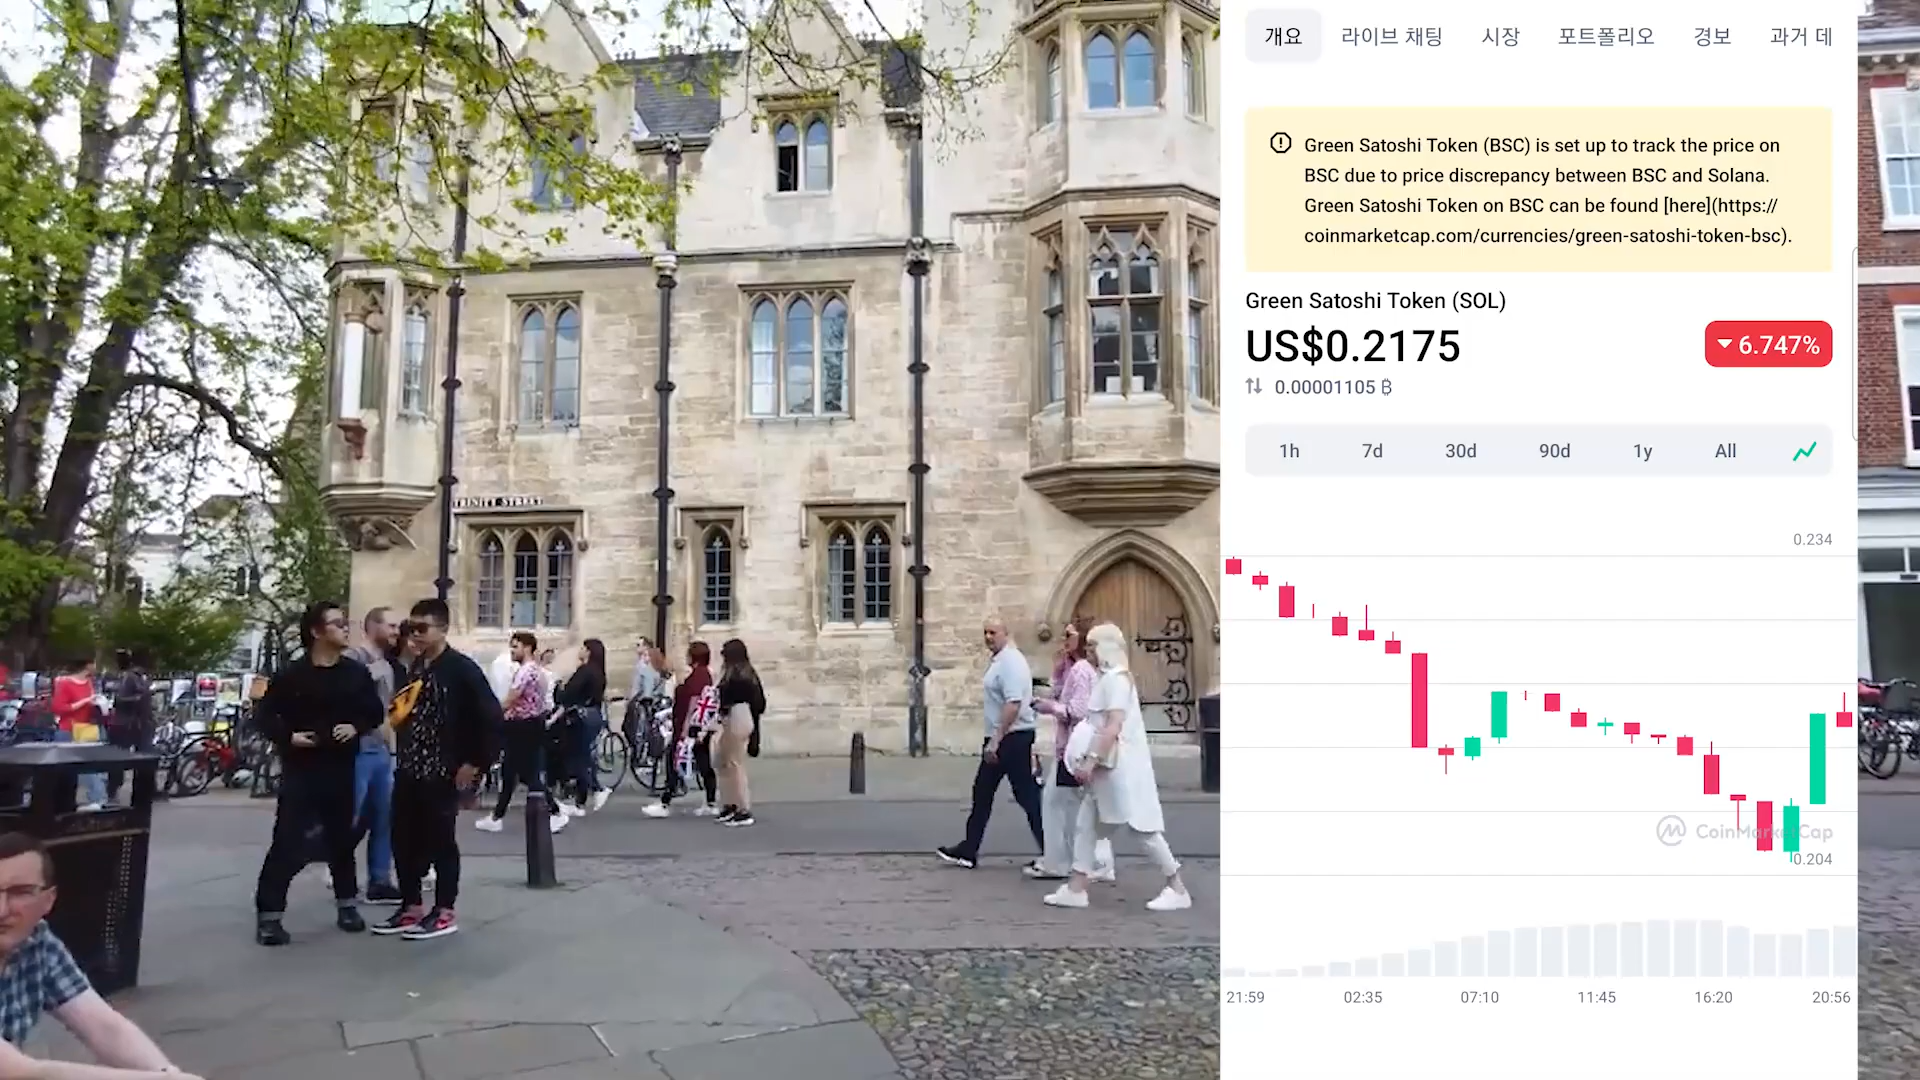 개요 라이브 채팅 시장 포트폴리오 경보 과거 데
Green Satoshi Token (BSC) is set up to track the price on
BSC due to price discrepancy between BSC and Solana.
Green Satoshi Token on BSC can be found [here](https://
coinmarketcap.com/currencies/green-satoshi-token-bsc).
Green Satoshi Token (SOL)
US$0.2175
6.747%
0.00001105 ₿
1h 7d 30d 90d 1y All
0.234
CoinMarketCap
0.204
21:59 02:35 07:10 11:45 16:20 20:56
TRINITY STREET